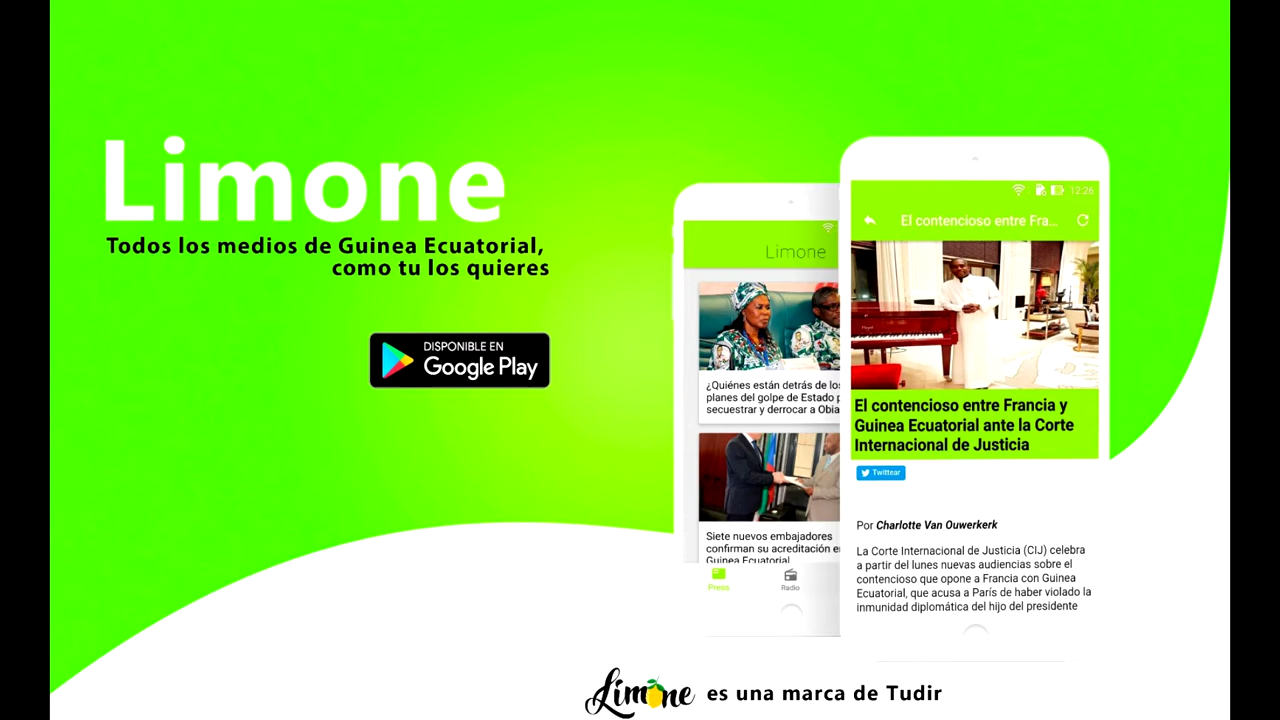 Limone
Todos los medios de Guinea Ecuatorial,
como tu los quieres
DISPONIBLE EN
Google Play
Limone
¿Quiénes están detrás de los
planes del golpe de Estado p
secuestrar y derrocar a Obia
Siete nuevos embajadores
confirman su acreditación e
Guinea Ecuatorial
Press
Radio
12:26
El contencioso entre Fra...
El contencioso entre Francia y
Guinea Ecuatorial ante la Corte
Internacional de Justicia
Twittear
Por Charlotte Van Ouwerkerk
La Corte Internacional de Justicia (CIJ) celebra
a partir del lunes nuevas audiencias sobre el
contencioso que opone a Francia con Guinea
Ecuatorial, que acusa a París de haber violado la
inmunidad diplomática del hijo del presidente
Limone es una marca de Tudir